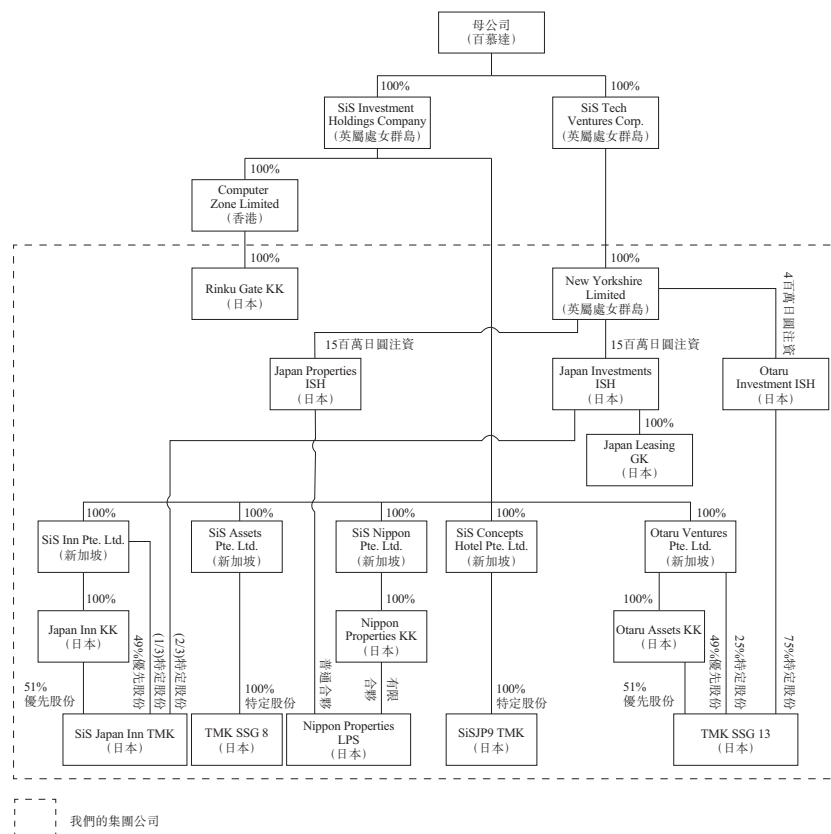 母公司
(百慕達)
100%
100%
SiS Investment
Holdings Company
(英屬處女群島)
SiS Tech
Ventures Corp.
(英屬處女群島)
100%
Computer
Zone Limited
(香港)
100%
100%
Rinku Gate KK
(日本)
New Yorkshire
Limited
(英屬處女群島)
4百萬日圓注資
15百萬日圓注資
15百萬日圓注資
Japan Properties
ISH
(日本)
Japan Investments
ISH
(日本)
Otaru
Investment ISH
(日本)
100%
Japan Leasing
GK
(日本)
100%
100%
100%
100%
100%
SiS Inn Pte. Ltd.
(新加坡)
SiS Assets
Pte. Ltd.
(新加坡)
SiS Nippon
Pte. Ltd.
(新加坡)
SiS Concepts
Hotel Pte. Ltd.
(新加坡)
Otaru Ventures
Pte. Ltd.
(新加坡)
100%
100%
100%
Japan Inn KK
(日本)
Nippon
Properties KK
(日本)
Otaru Assets KK
(日本)
49%優先股份
(1/3)特定股份
(2/3)特定股份
普通合夥
有限
合夥
49%優先股份
25%特定股份
75%特定股份
51%
優先股份
100%
特定股份
100%
特定股份
51%
優先股份
SiS Japan Inn TMK
(日本)
TMK SSG 8
(日本)
Nippon Properties
LPS
(日本)
SiSJP9 TMK
(日本)
TMK SSG 13
(日本)
我們的集團公司